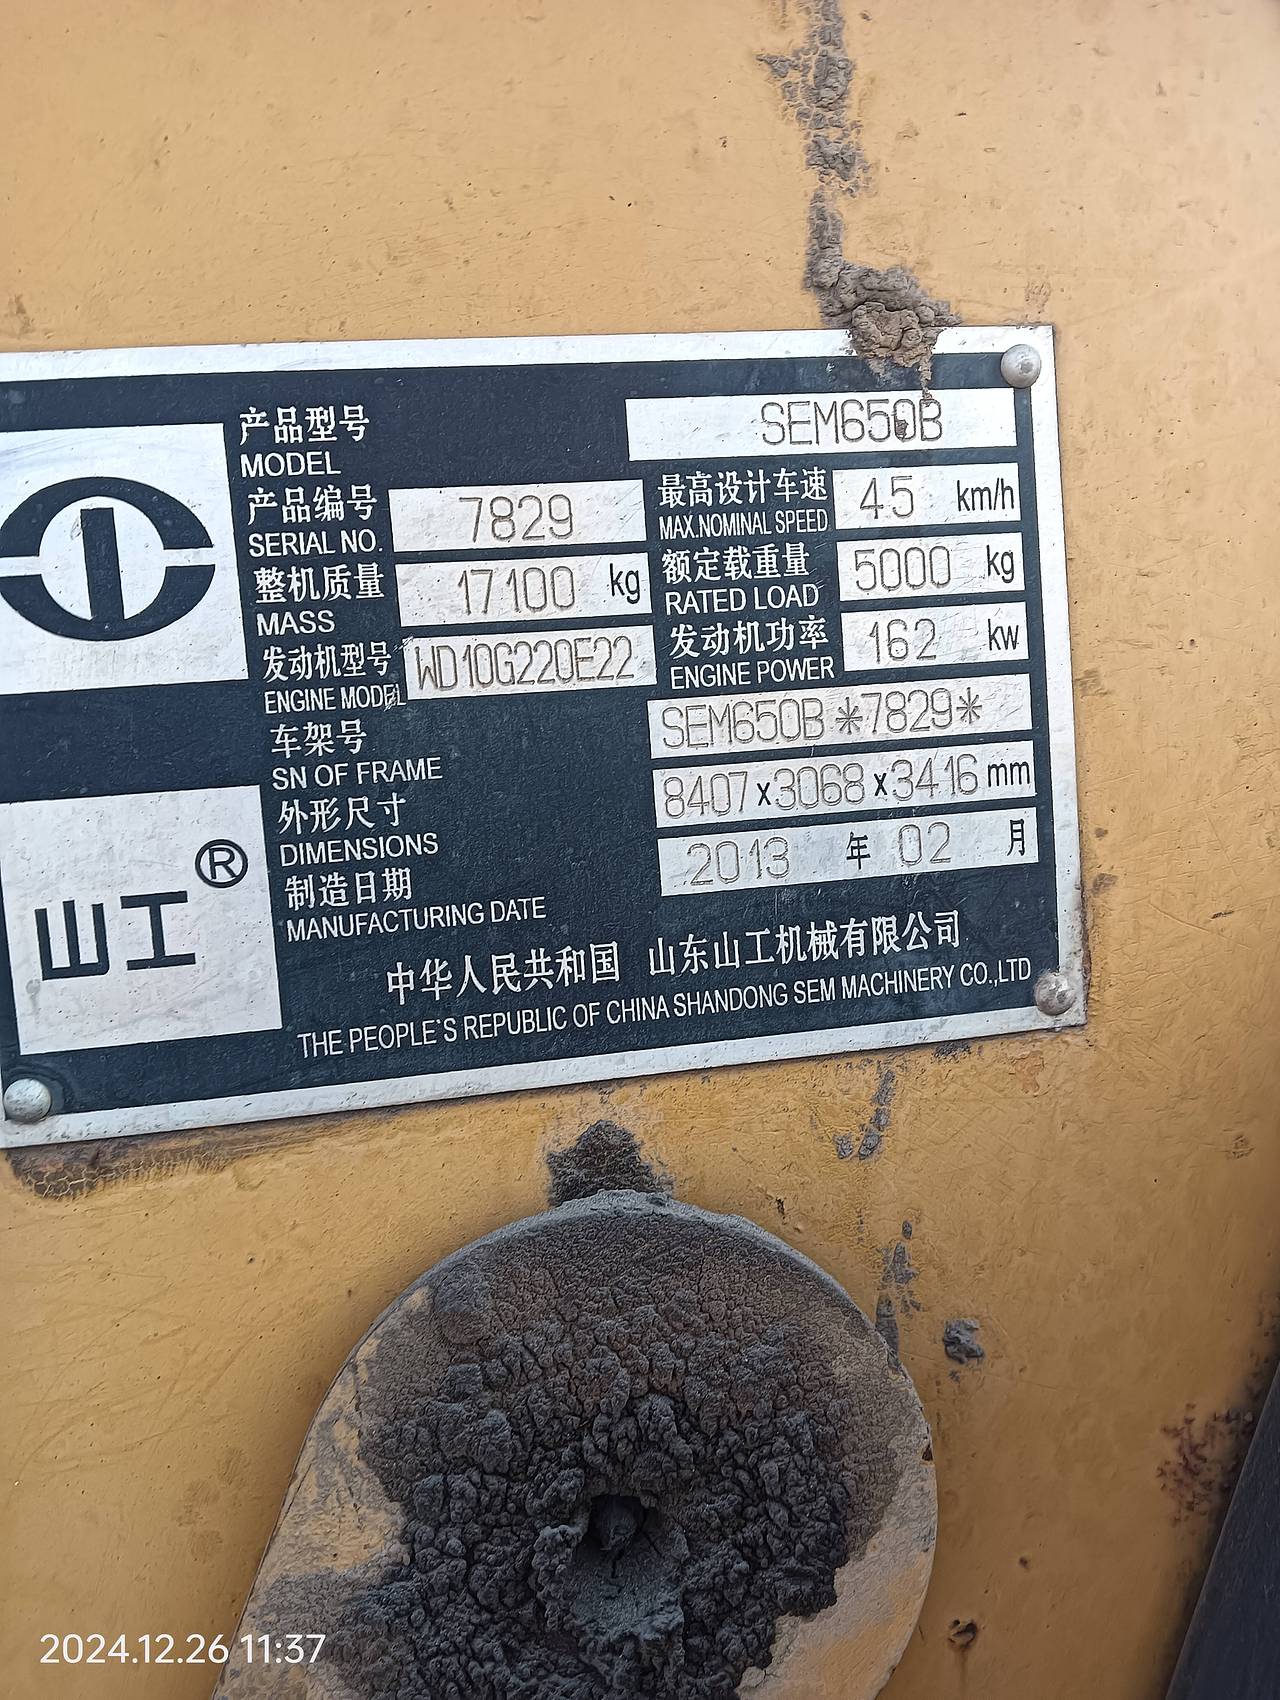 产品型号 SEM650B
MODEL
产品编号 7829 最高设计车速 45 km/h
SERIAL NO. MAX.NOMINAL SPEED
整机质量 17100 kg 额定载重量 5000 kg
MASS RATED LOAD
发动机型号 WD10G220E22 发动机功率 162 kw
ENGINE MODEL ENGINE POWER
车架号 SEM650B*7829*
SN OF FRAME
外形尺寸 8407x3068x3416mm
DIMENSIONS
制造日期 2013 年 02 月
MANUFACTURING DATE
山工®
中华人民共和国 山东山工机械有限公司
THE PEOPLE'S REPUBLIC OF CHINA SHANDONG SEM MACHINERY CO.,LTD
2024.12.26 11:37